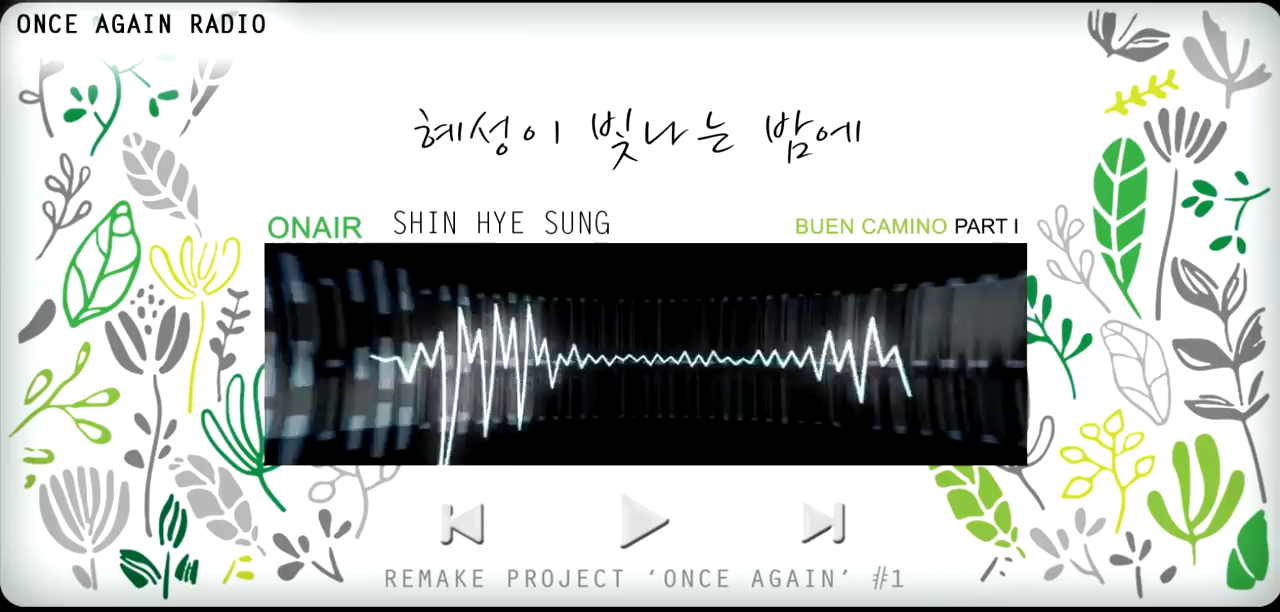 ONCE AGAIN RADIO
혜성이 빛나는 밤에
ONAIR SHIN HYE SUNG BUEN CAMINO PART I
REMAKE PROJECT ‘ONCE AGAIN’ #1